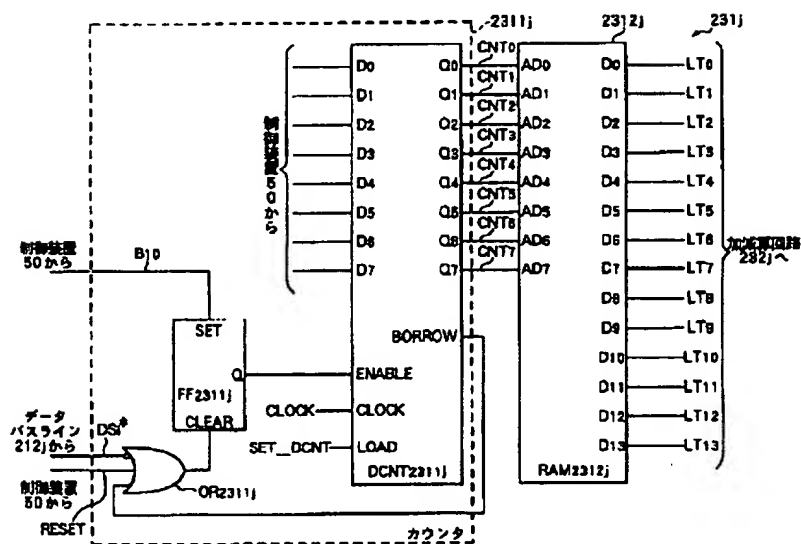 2311j
2312j
231j
CNT0
D0 Q0 AD0 D0 LT0
CNT1
D1 Q1 AD1 D1 LT1
CNT2
D2 Q2 AD2 D2 LT2
CNT3
D3 Q3 AD3 D3 LT3
CNT4
D4 Q4 AD4 D4 LT4
CNT5
D5 Q5 AD5 D5 LT5
CNT6
D6 Q6 AD6 D6 LT6
CNT7
D7 Q7 AD7 C7 LT7
D8 LT8
D9 LT9
D10 LT10
D11 LT11
D12 LT12
D13 LT13
制御装置50から
制御装置
50から
B10
SET
Q
FF2311j
CLEAR
BORROW
ENABLE
CLOCK CLOCK
SET_DCNT LOAD
DCNT2311j
RAM2312j
加減算回路
232jへ
データ
バスライン
212jから
DSi*
制御装置
50から
RESET
OR2311j
カウンタ